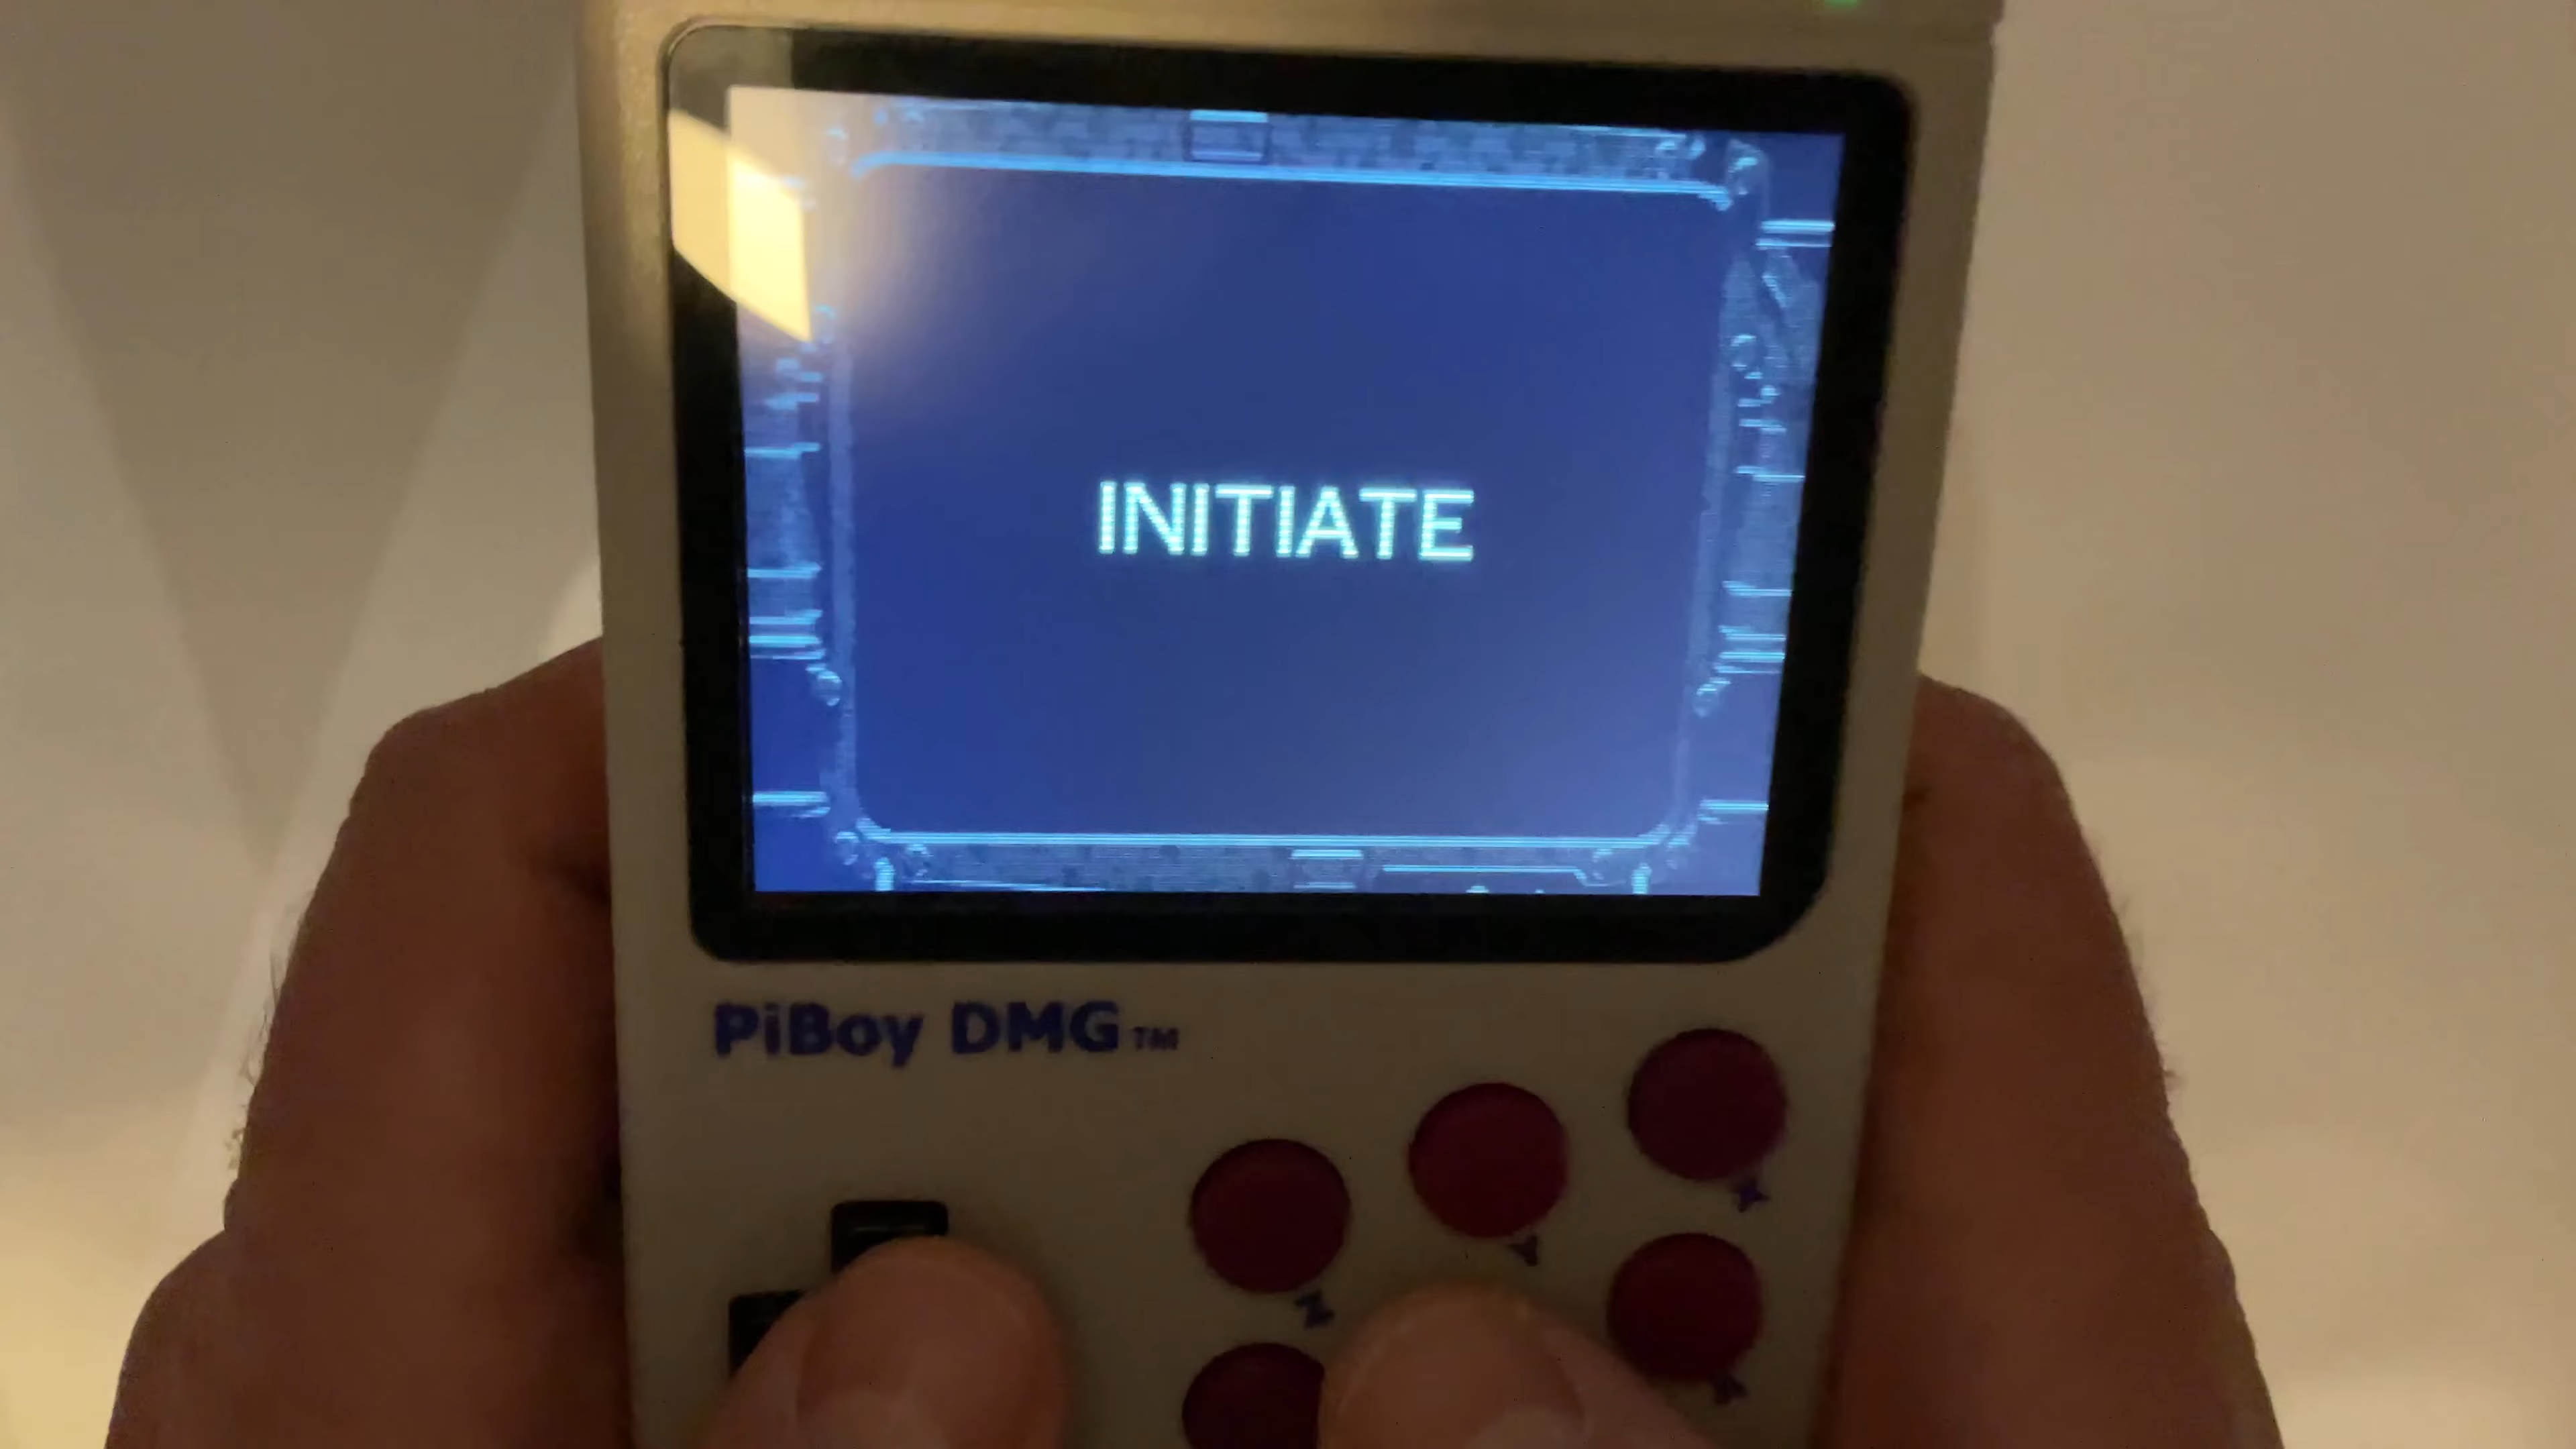 INITIATE
PiBoy DMG™
X
Y
Z
A